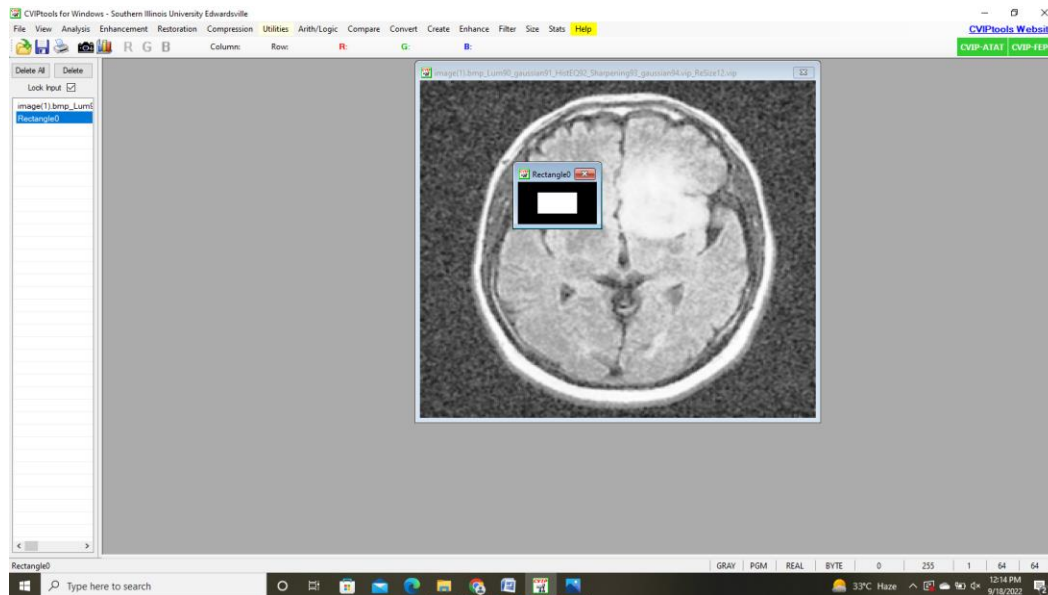 CVIPtools for Windows - Southern Illinois University Edwardsville
File View Analysis Enhancement Restoration Compression Utilities Arith/Logic Compare Convert Create Enhance Filter Size Stats Help
CVIPtools Websit
R G B Column: Row: R: G: B:
CVIP-ATAT CVIP-FEP
Delete All Delete
Lock Input
image(1).bmp_Lum9
Rectangle0
image(1).bmp_Lum90_gaussian91_HistEQ92_Sharpening93_gaussian94.vip_ReSize12.vip
Rectangle0
Rectangle0
GRAY PGM REAL BYTE 0 255 1 64 64
Type here to search
33°C Haze
12:14 PM
9/18/2022